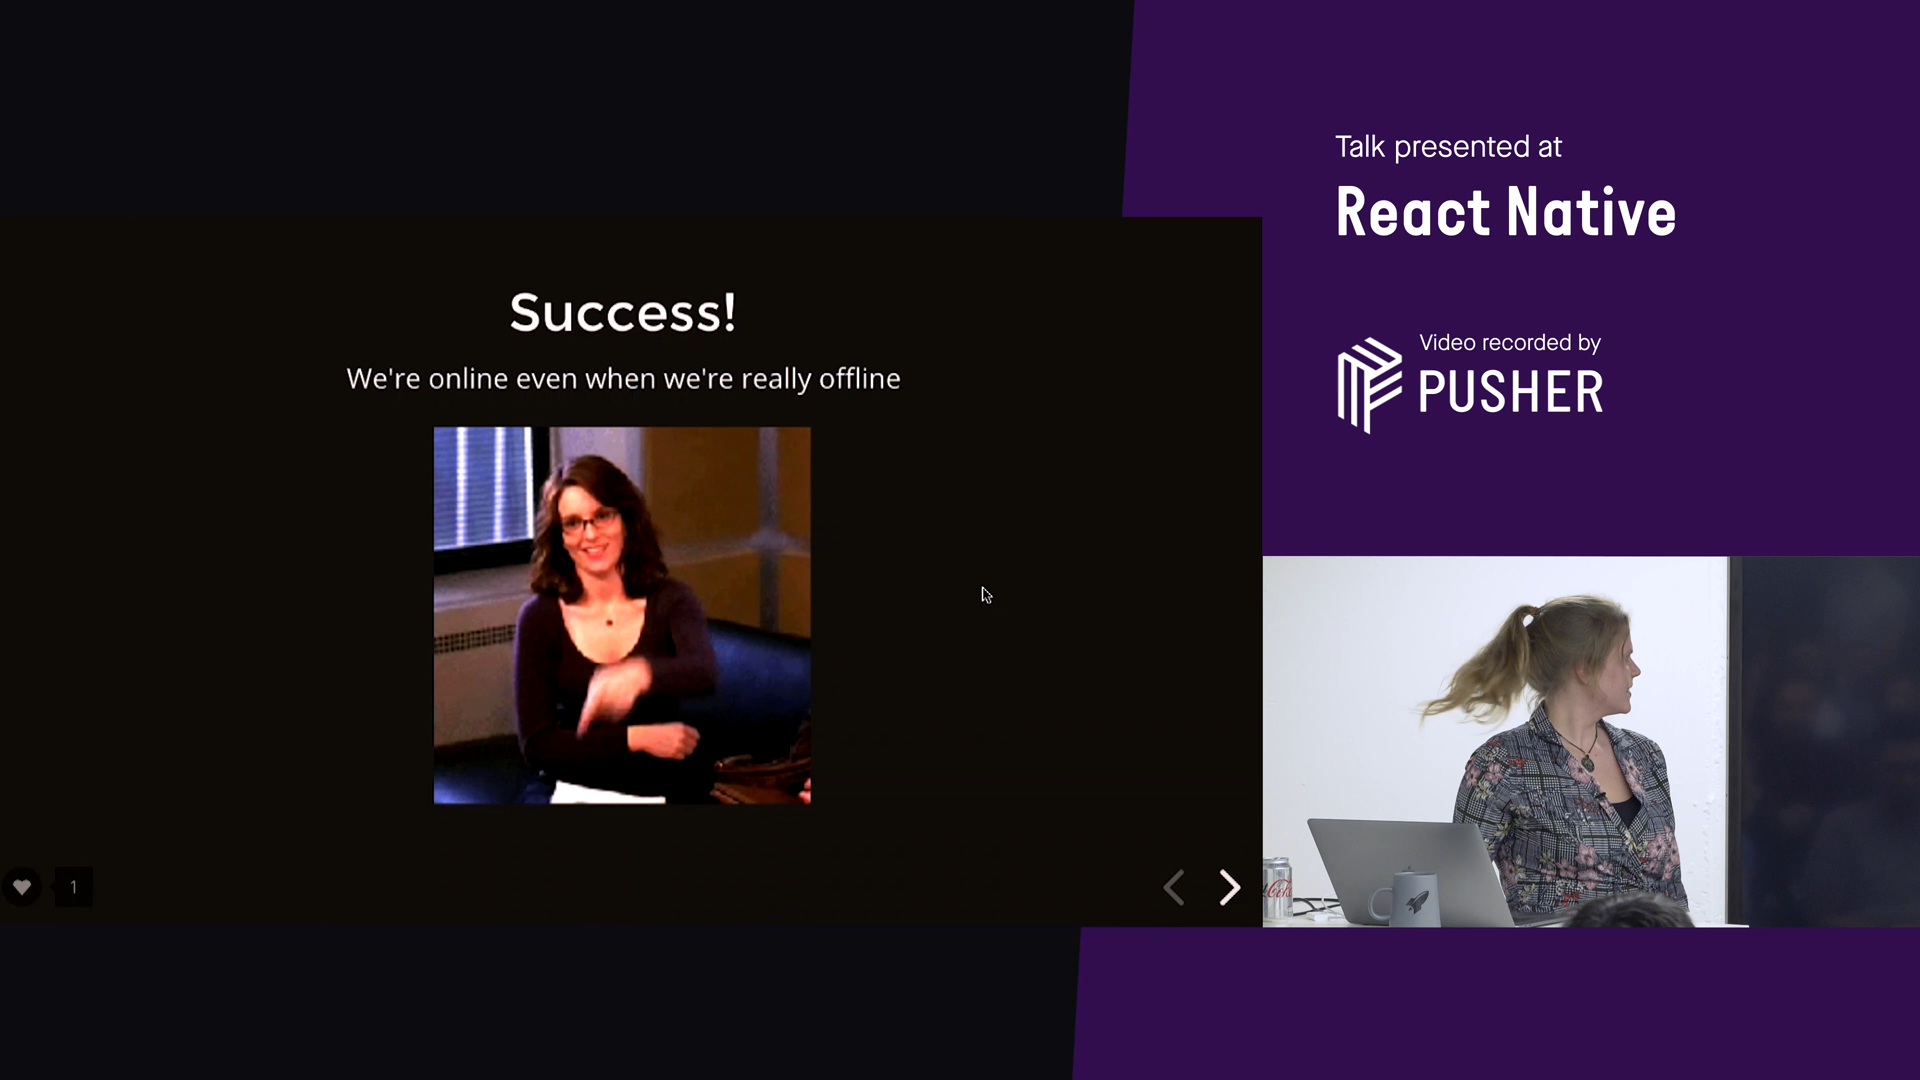 Success!
We're online even when we're really offline
1
Talk presented at
React Native
Video recorded by
PUSHER
Coke